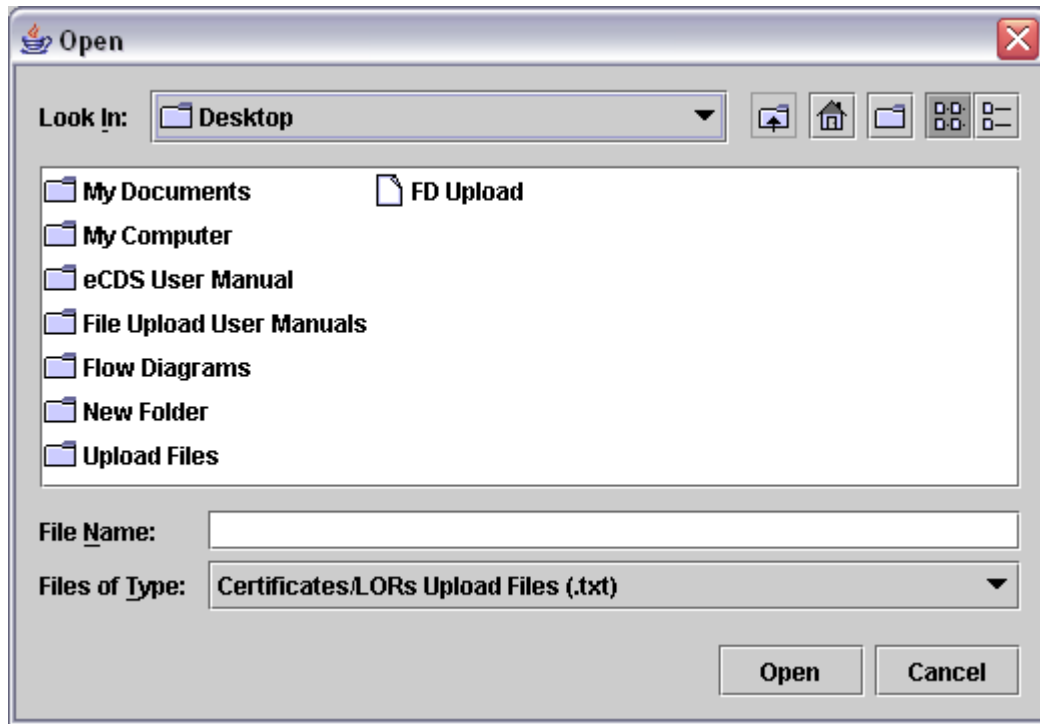 Open
Look In: Desktop
My Documents
FD Upload
My Computer
eCDS User Manual
File Upload User Manuals
Flow Diagrams
New Folder
Upload Files
File Name:
Files of Type: Certificates/LORs Upload Files (.txt)
Open Cancel